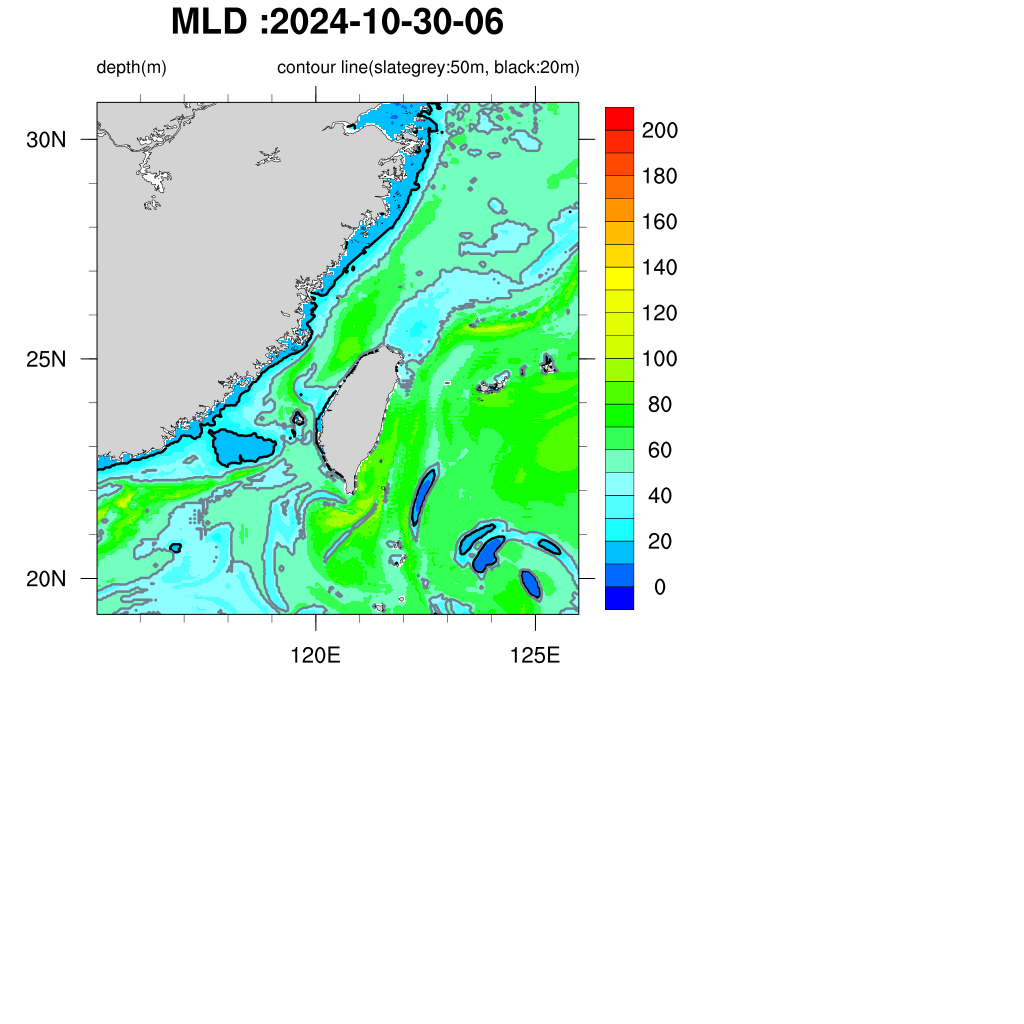 MLD :2024-10-30-06
depth(m)
contour line(slategrey:50m, black:20m)
30N
25N
20N
120E
125E
200
180
160
140
120
100
80
60
40
20
0